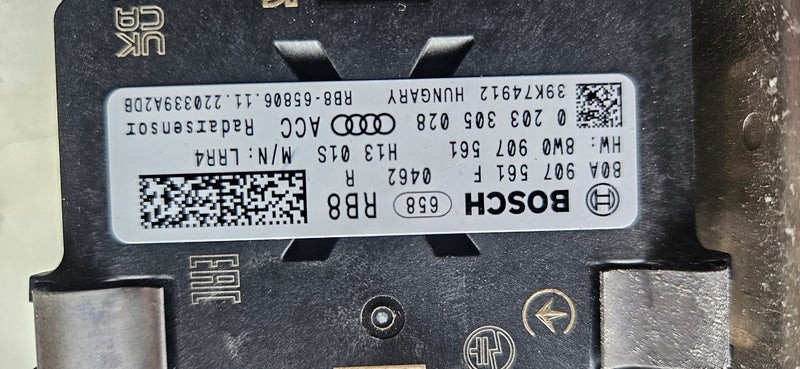 BOSCH 658 RB8
80A 907 561 F 0462 R
HW: 8W0 907 561 H13 01S M/N: LRR4
0 203 305 028 ACC Radarsensor
39K74912 HUNGARY RB8-65806.11.220339A2DB
EAC
UK
CA